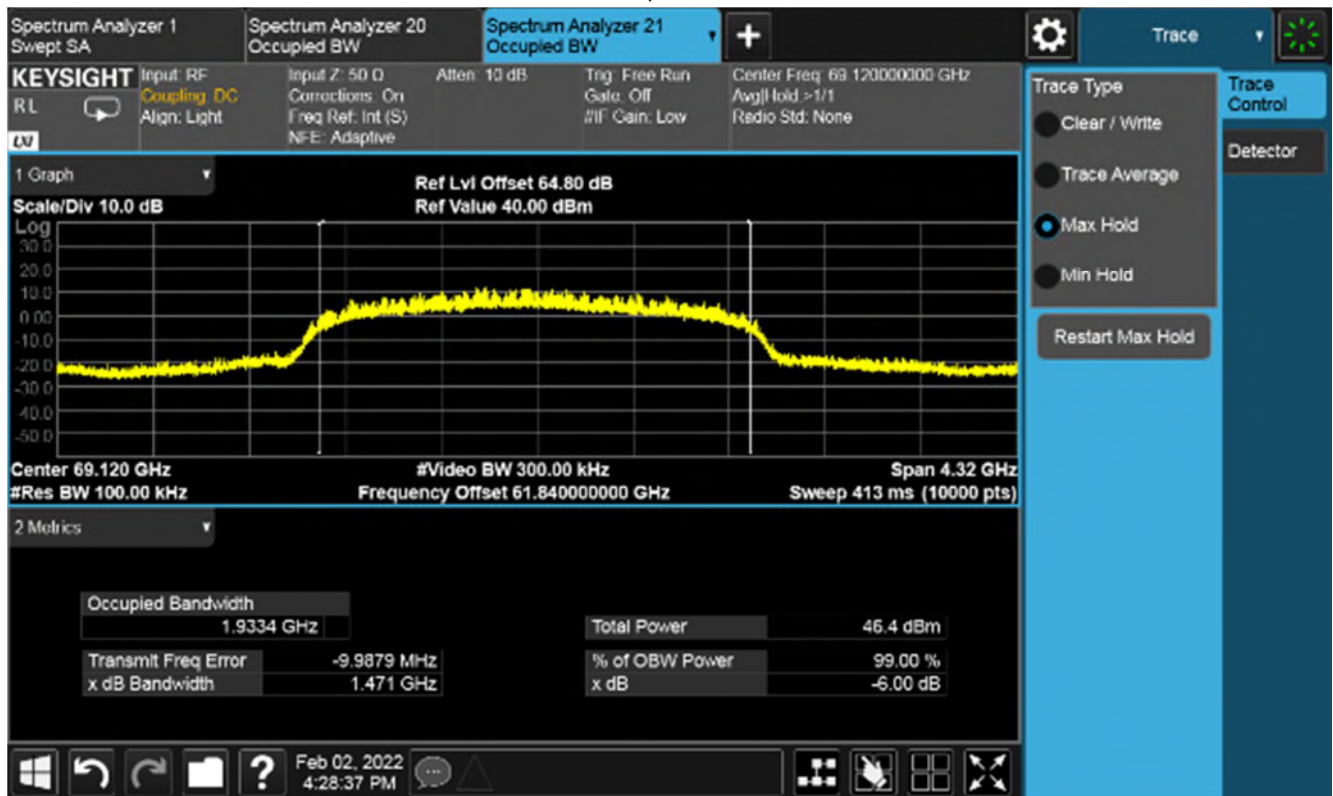 Spectrum Analyzer 1
Swept SA
Spectrum Analyzer 20
Occupied BW
Spectrum Analyzer 21
Occupied BW
Trace
KEYSIGHT
RL
LXI
Input: RF
Coupling: DC
Align: Light
Input Z: 50 Ω
Corrections: On
Freq Ref: Int (S)
NFE: Adaptive
Atten: 10 dB
Trig: Free Run
Gate: Off
#IF Gain: Low
Center Freq: 69.120000000 GHz
Avg|Hold:>1/1
Radio Std: None
Trace Type
Clear / Write
Trace Average
Max Hold
Min Hold
Restart Max Hold
Trace
Control
Detector
1 Graph
Scale/Div 10.0 dB
Ref Lvl Offset 64.80 dB
Ref Value 40.00 dBm
Log
30.0
20.0
10.0
0.00
-10.0
-20.0
-30.0
-40.0
-50.0
Center 69.120 GHz
#Video BW 300.00 kHz
Span 4.32 GHz
#Res BW 100.00 kHz
Frequency Offset 61.840000000 GHz
Sweep 413 ms (10000 pts)
2 Metrics
Occupied Bandwidth
1.9334 GHz
Total Power 46.4 dBm
Transmit Freq Error -9.9879 MHz
% of OBW Power 99.00 %
x dB Bandwidth 1.471 GHz
x dB -6.00 dB
?
Feb 02, 2022
4:28:37 PM